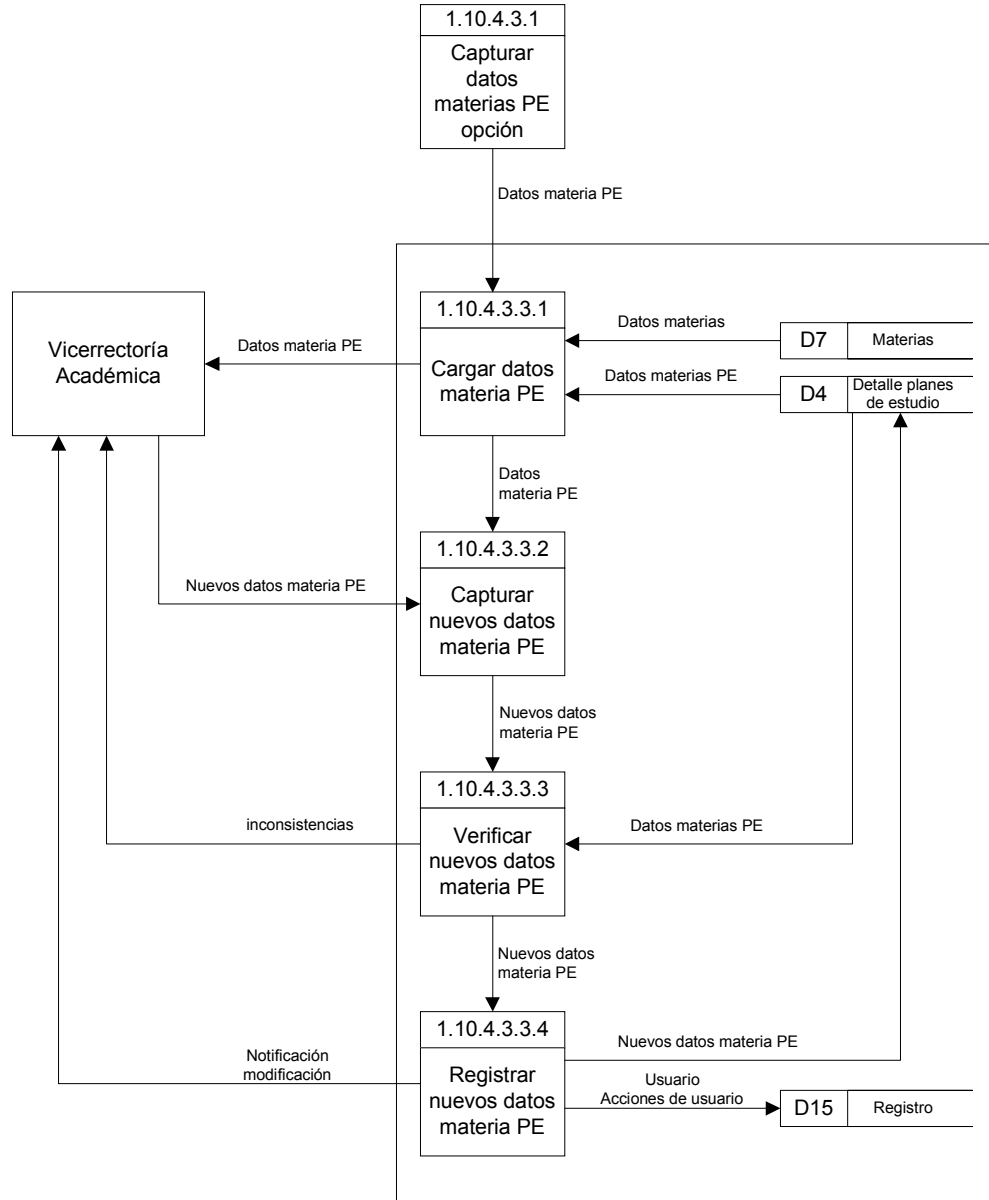 1.10.4.3.1
Capturar
datos
materias PE
opción
Datos materia PE
Vicerrectoría
Académica
Datos materia PE
1.10.4.3.3.1
Cargar datos
materia PE
Datos materias
D7
Materias
Datos materias PE
D4
Detalle planes
de estudio
Datos
materia PE
Nuevos datos materia PE
1.10.4.3.3.2
Capturar
nuevos datos
materia PE
Nuevos datos
materia PE
inconsistencias
1.10.4.3.3.3
Verificar
nuevos datos
materia PE
Datos materias PE
Nuevos datos
materia PE
Notificación
modificación
1.10.4.3.3.4
Registrar
nuevos datos
materia PE
Nuevos datos materia PE
Usuario
Acciones de usuario
D15
Registro